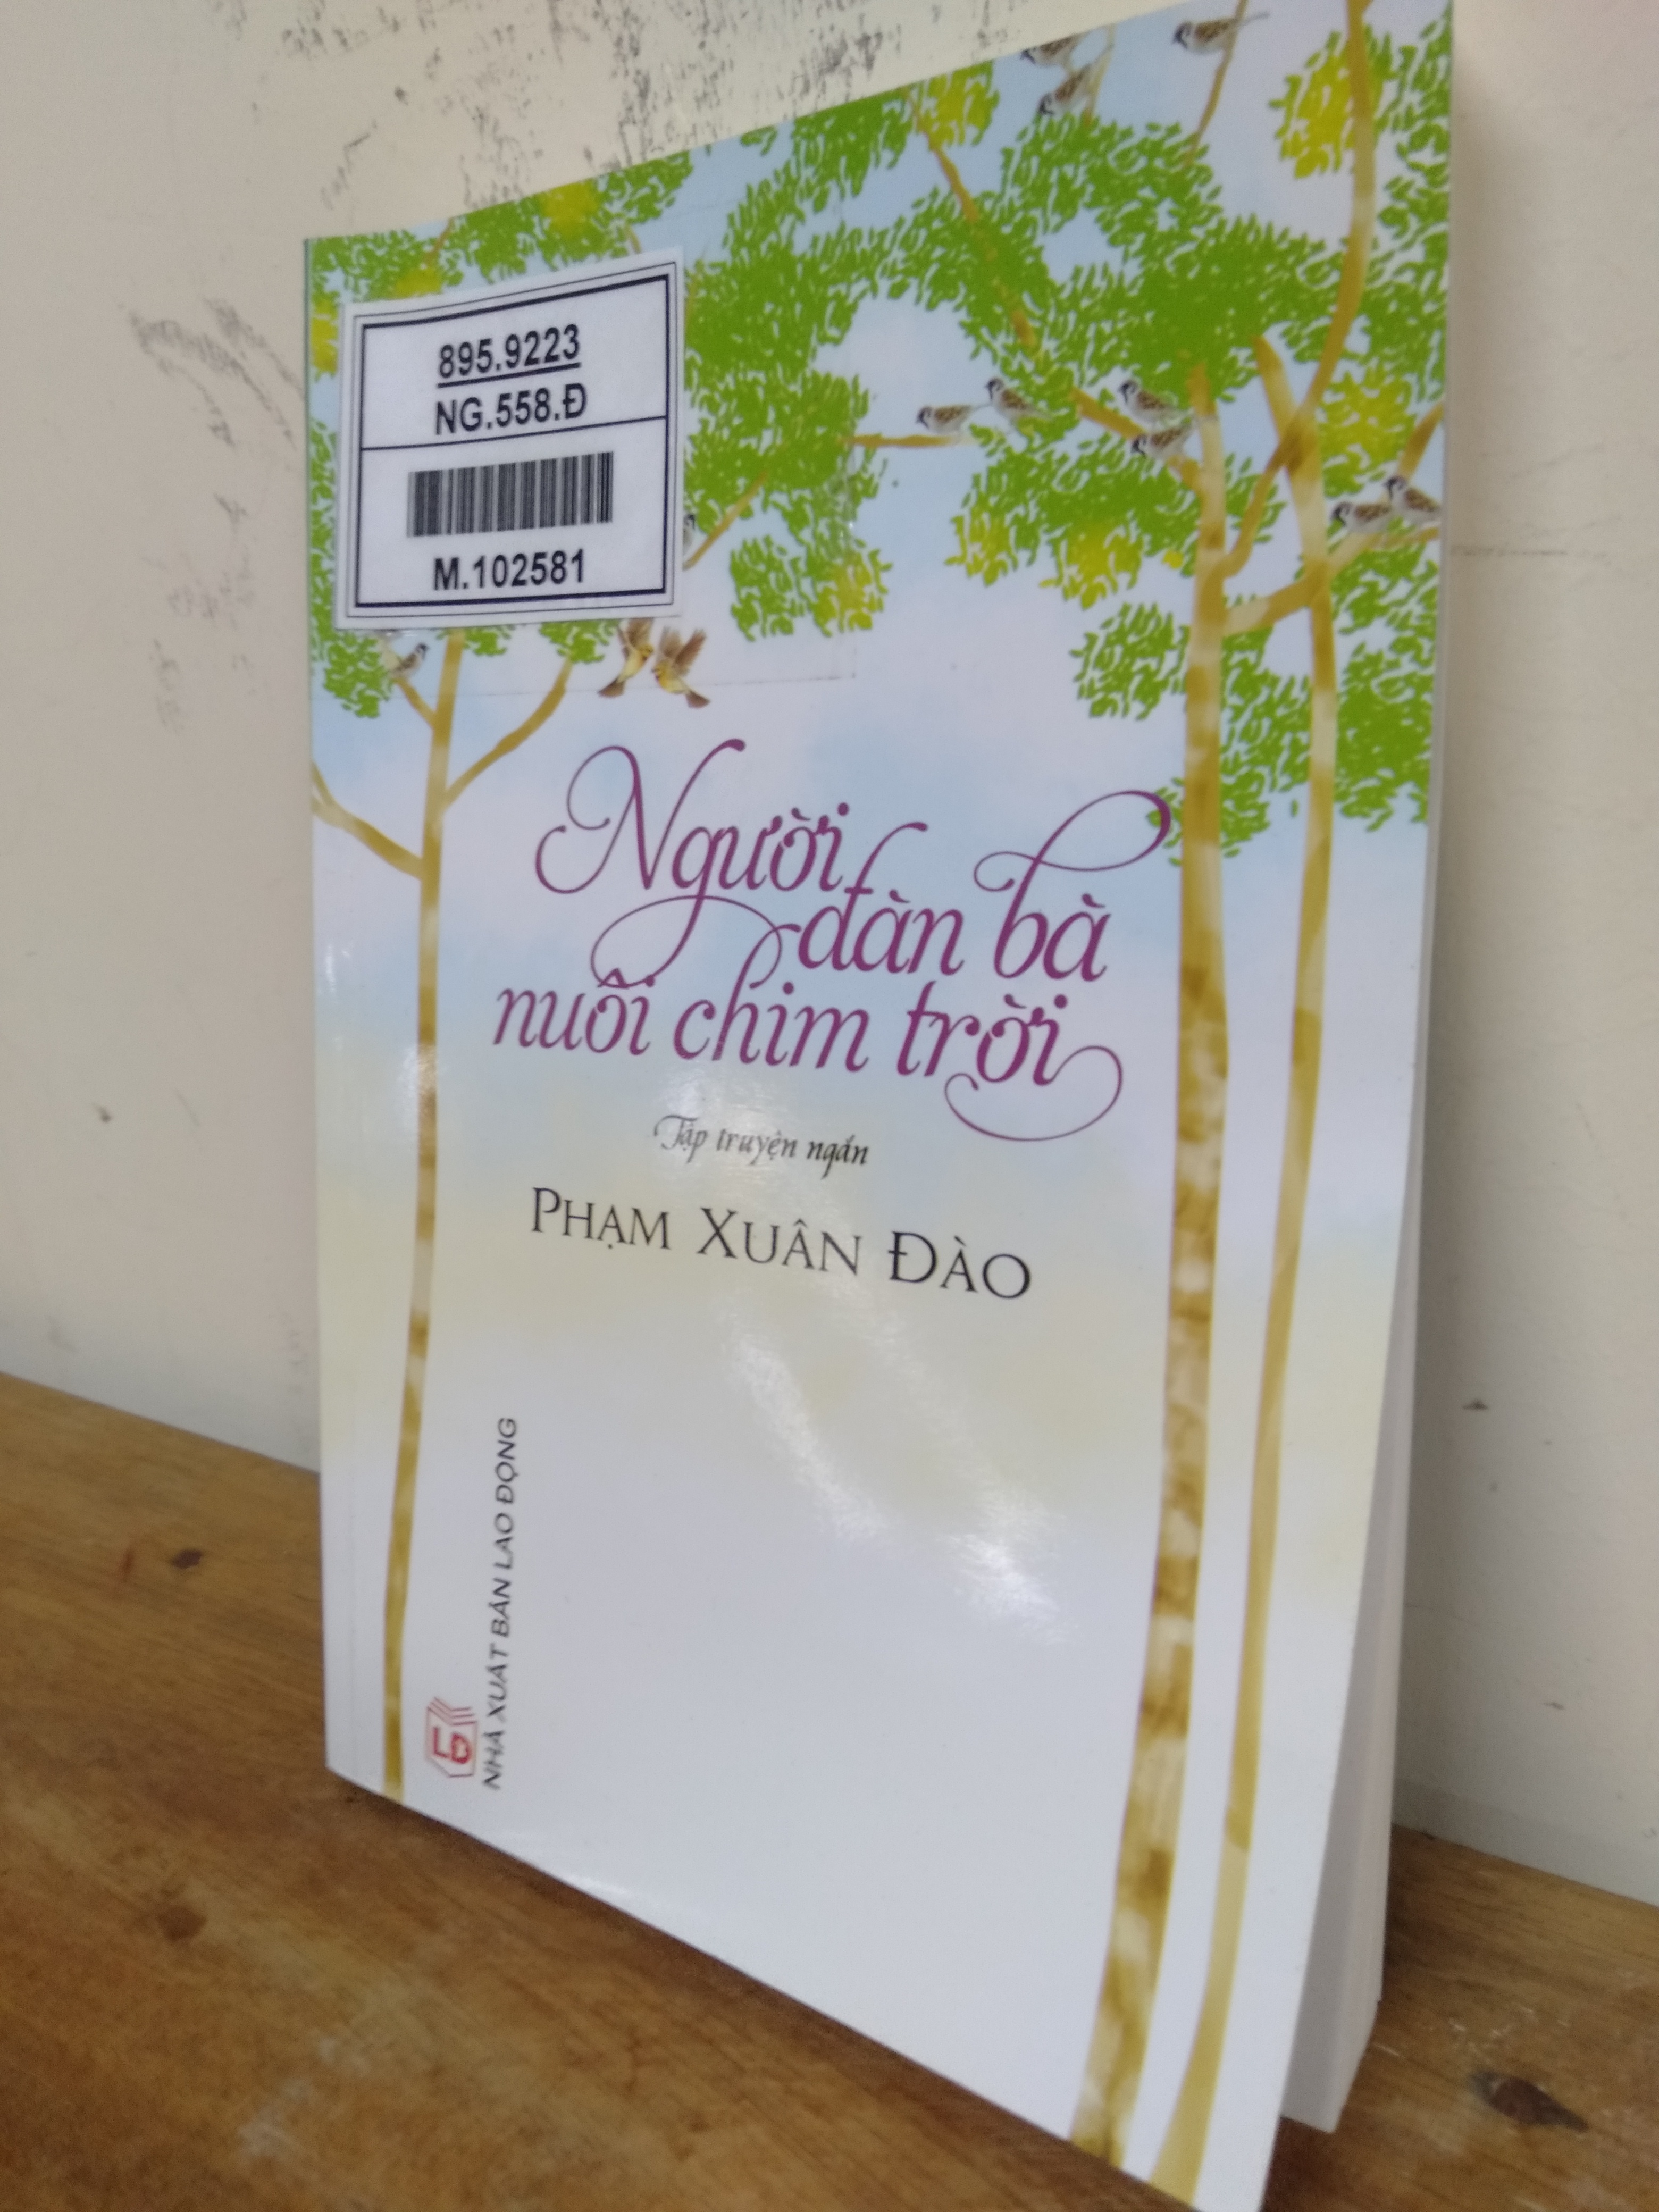 895.9223
NG.558.Đ
M.102581
Người
đàn bà
nuôi chim trời
Tập truyện ngắn
PHẠM XUÂN ĐÀO
LĐ
NHÀ XUẤT BẢN LAO ĐỘNG